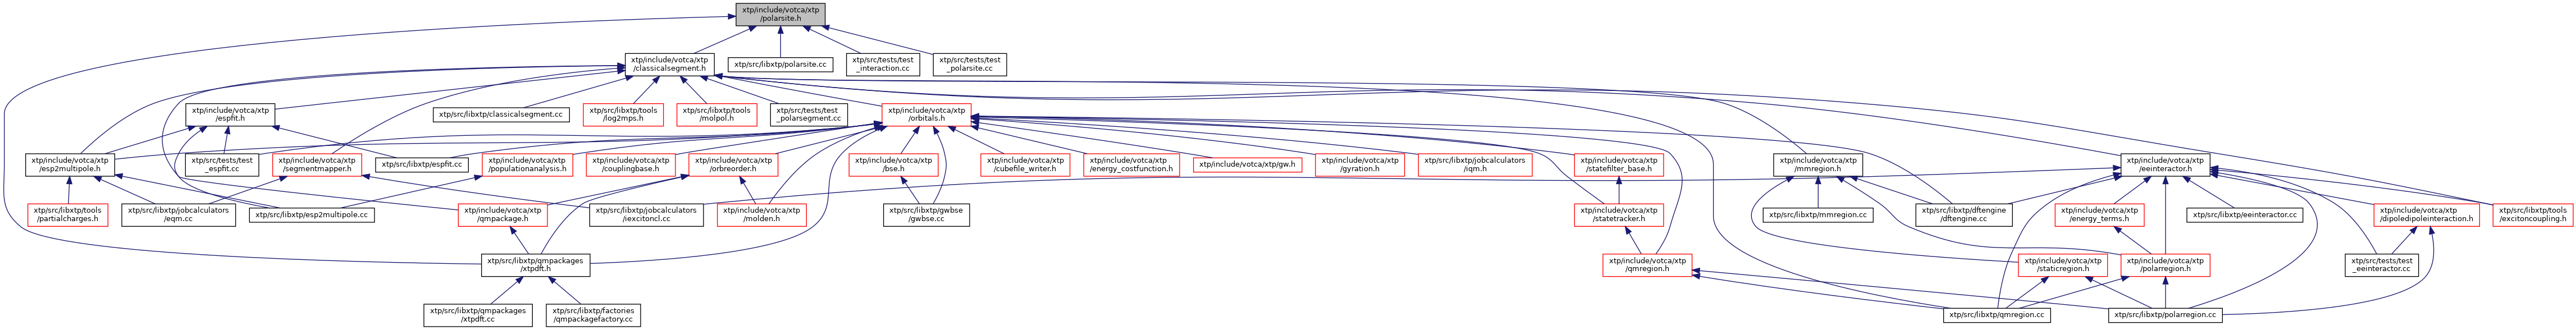 xtp/include/votca/xtp
/polarsite.h
xtp/include/votca/xtp
/classicalsegment.h
xtp/src/libxtp/polarsite.cc
xtp/src/tests/test
_interaction.cc
xtp/src/tests/test
_polarsite.cc
xtp/include/votca/xtp
/espfit.h
xtp/src/libxtp/classicalsegment.cc
xtp/src/libxtp/tools
/log2mps.h
xtp/src/libxtp/tools
/molpol.h
xtp/src/tests/test
_polarsegment.cc
xtp/include/votca/xtp
/orbitals.h
xtp/include/votca/xtp
/esp2multipole.h
xtp/src/tests/test
_espfit.cc
xtp/include/votca/xtp
/segmentmapper.h
xtp/src/libxtp/espfit.cc
xtp/include/votca/xtp
/populationanalysis.h
xtp/include/votca/xtp
/couplingbase.h
xtp/include/votca/xtp
/orbreorder.h
xtp/include/votca/xtp
/bse.h
xtp/include/votca/xtp
/cubefile_writer.h
xtp/include/votca/xtp
/energy_costfunction.h
xtp/include/votca/xtp/gw.h
xtp/include/votca/xtp
/gyration.h
xtp/src/libxtp/jobcalculators
/iqm.h
xtp/include/votca/xtp
/statefilter_base.h
xtp/include/votca/xtp
/mmregion.h
xtp/include/votca/xtp
/eeinteractor.h
xtp/src/libxtp/tools
/partialcharges.h
xtp/src/libxtp/jobcalculators
/eqm.cc
xtp/src/libxtp/esp2multipole.cc
xtp/include/votca/xtp
/qmpackage.h
xtp/src/libxtp/jobcalculators
/iexcitoncl.cc
xtp/include/votca/xtp
/molden.h
xtp/src/libxtp/gwbse
/gwbse.cc
xtp/include/votca/xtp
/statetracker.h
xtp/src/libxtp/mmregion.cc
xtp/src/libxtp/dftengine
/dftengine.cc
xtp/include/votca/xtp
/energy_terms.h
xtp/src/libxtp/eeinteractor.cc
xtp/include/votca/xtp
/dipoledipoleinteraction.h
xtp/src/libxtp/tools
/excitoncoupling.h
xtp/src/libxtp/qmpackages
/xtpdft.h
xtp/include/votca/xtp
/qmregion.h
xtp/include/votca/xtp
/staticregion.h
xtp/include/votca/xtp
/polarregion.h
xtp/src/tests/test
_eeinteractor.cc
xtp/src/libxtp/qmpackages
/xtpdft.cc
xtp/src/libxtp/factories
/qmpackagefactory.cc
xtp/src/libxtp/qmregion.cc
xtp/src/libxtp/polarregion.cc